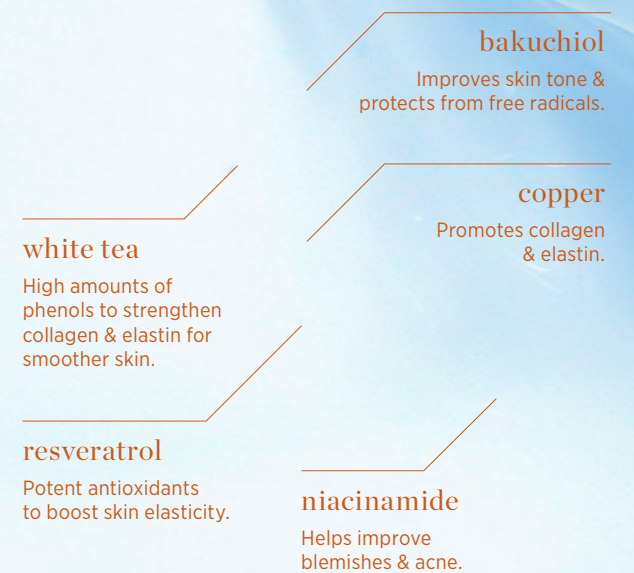 bakuchiol
Improves skin tone &
protects from free radicals.
copper
Promotes collagen
& elastin.
white tea
High amounts of
phenols to strengthen
collagen & elastin for
smoother skin.
resveratrol
Potent antioxidants
to boost skin elasticity.
niacinamide
Helps improve
blemishes & acne.